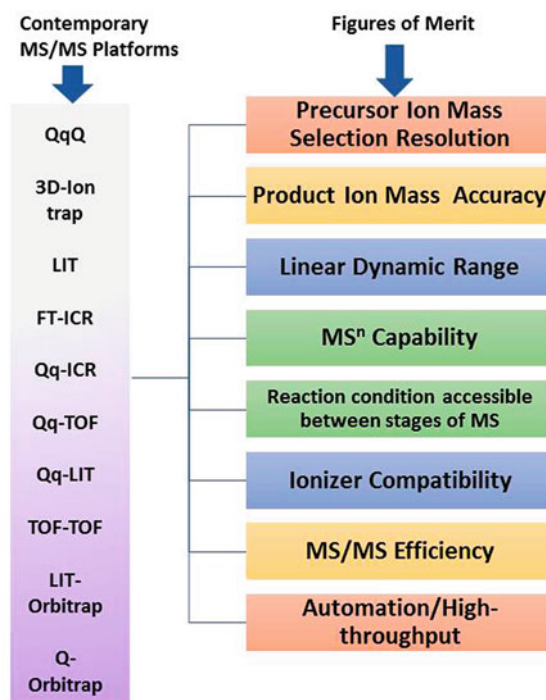 Contemporary
MS/MS Platforms
QqQ
3D-Ion
trap
LIT
FT-ICR
Qq-ICR
Qq-TOF
Qq-LIT
TOF-TOF
LIT-
Orbitrap
Q-
Orbitrap
Figures of Merit
Precursor Ion Mass
Selection Resolution
Product Ion Mass Accuracy
Linear Dynamic Range
MSⁿ Capability
Reaction condition accessible
between stages of MS
Ionizer Compatibility
MS/MS Efficiency
Automation/High-
throughput